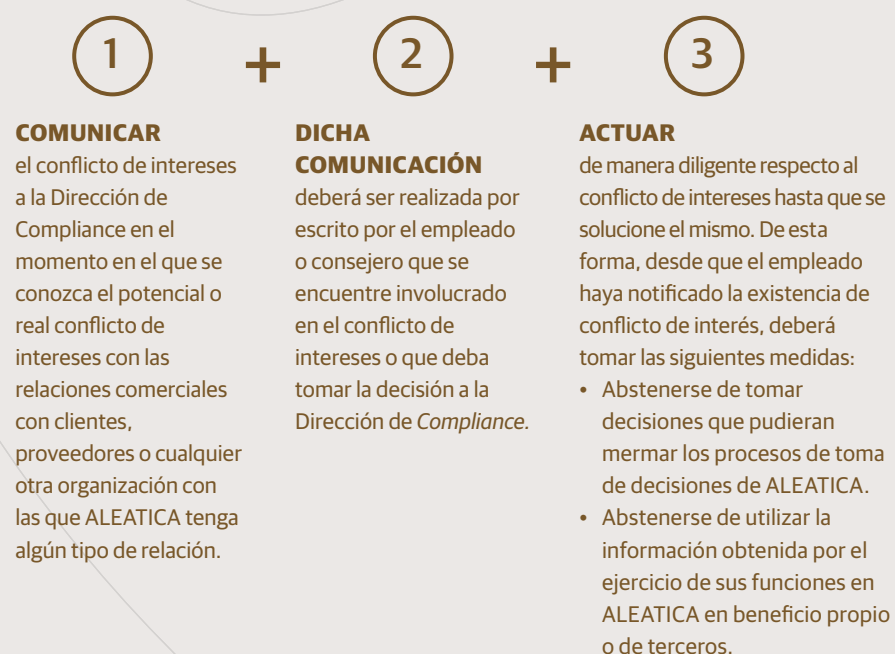 1
+
2
+
3
COMUNICAR
el conflicto de intereses
a la Dirección de
Compliance en el
momento en el que se
conozca el potencial o
real conflicto de
intereses con las
relaciones comerciales
con clientes,
proveedores o cualquier
otra organización con
las que ALEATICA tenga
algún tipo de relación.
DICHA
COMUNICACIÓN
deberá ser realizada por
escrito por el empleado
o consejero que se
encuentre involucrado
en el conflicto de
intereses o que deba
tomar la decisión a la
Dirección de Compliance.
ACTUAR
de manera diligente respecto al
conflicto de intereses hasta que se
solucione el mismo. De esta
forma, desde que el empleado
haya notificado la existencia de
conflicto de interés, deberá
tomar las siguientes medidas:
• Abstenerse de tomar
decisiones que pudieran
mermar los procesos de toma
de decisiones de ALEATICA.
• Abstenerse de utilizar la
información obtenida por el
ejercicio de sus funciones en
ALEATICA en beneficio propio
o de terceros.